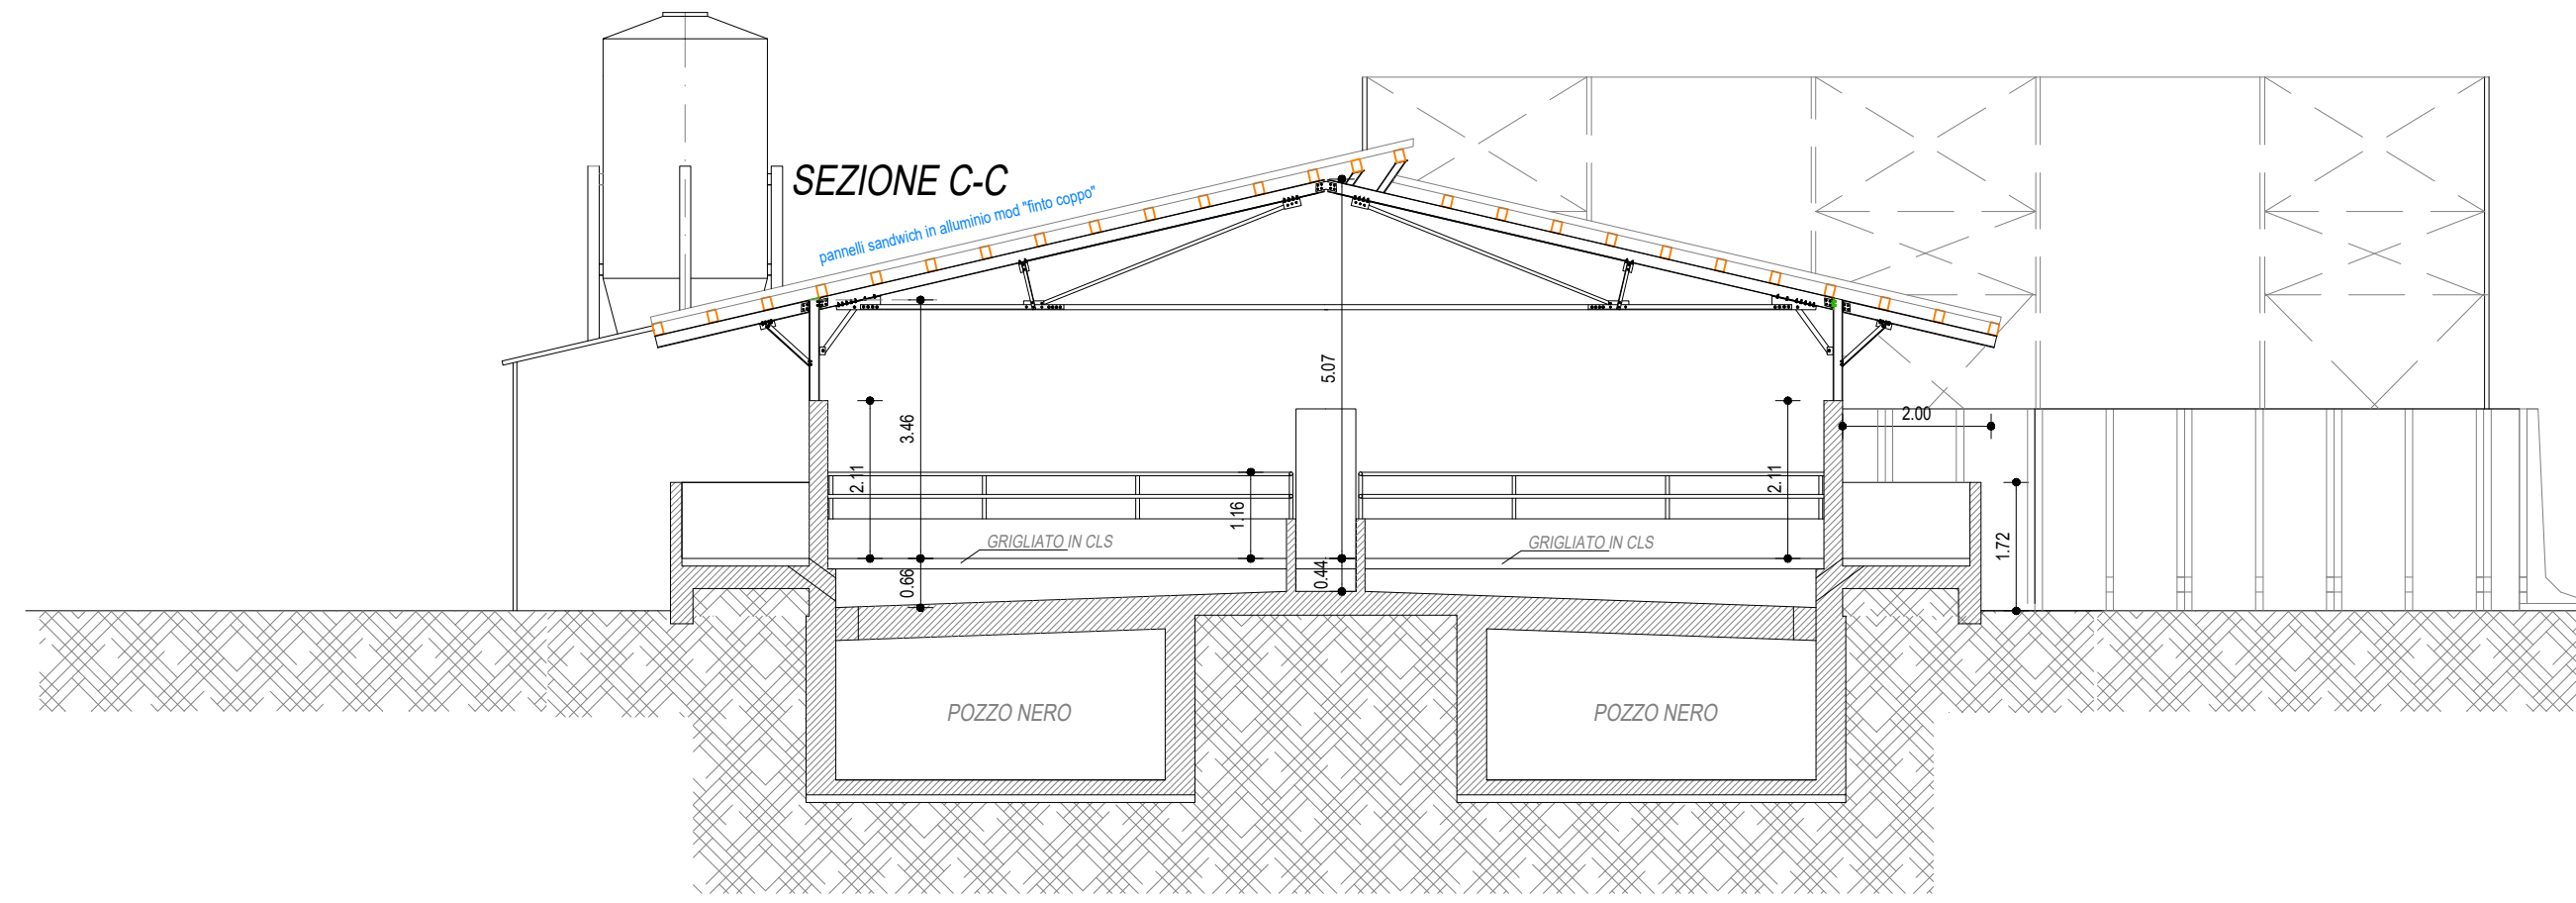 SEZIONE C-C
pannelli sandwich in alluminio mod "finto coppo"
5.07
3.46
2.00
2.11
2.11
1.16
1.72
GRIGLIATO IN CLS
GRIGLIATO IN CLS
0.66
0.44
POZZO NERO
POZZO NERO